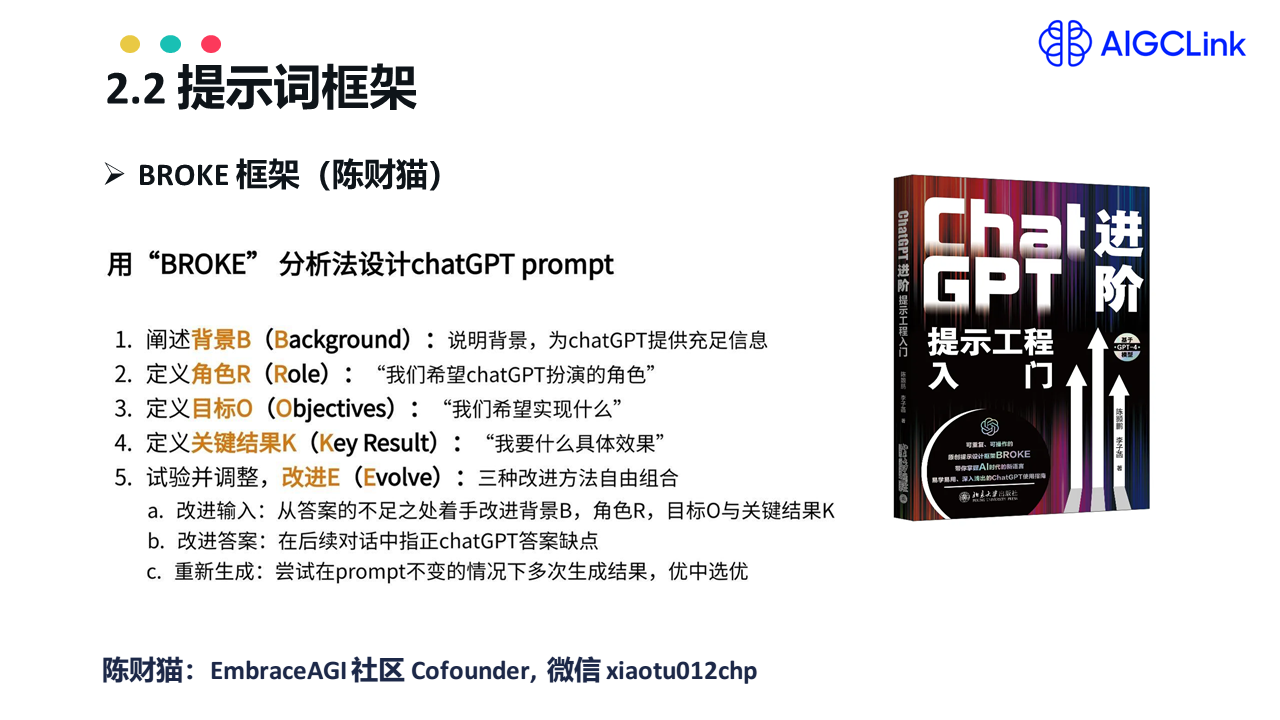 AIGCLink
2.2 提示词框架
➢ BROKE 框架（陈财猫）
用“BROKE” 分析法设计chatGPT prompt
1. 阐述背景B（Background）：说明背景，为chatGPT提供充足信息
2. 定义角色R（Role）：“我们希望chatGPT扮演的角色”
3. 定义目标O（Objectives）：“我们希望实现什么”
4. 定义关键结果K（Key Result）：“我要什么具体效果”
5. 试验并调整，改进E（Evolve）：三种改进方法自由组合
a. 改进输入：从答案的不足之处着手改进背景B，角色R，目标O与关键结果K
b. 改进答案：在后续对话中指正chatGPT答案缺点
c. 重新生成：尝试在prompt不变的情况下多次生成结果，优中选优
陈财猫：EmbraceAGI 社区 Cofounder, 微信 xiaotu012chp
ChatGPT 进阶
提示工程入门
Chat
GPT
进阶
提示工程
入门
基于
GPT-4
模型
可重复、可操作的
原创提示设计框架BROKE
带你掌握AI时代的新语言
易学易用、深入浅出的ChatGPT使用指南
北京大学出版社
陈颢鹏 李子菡 著